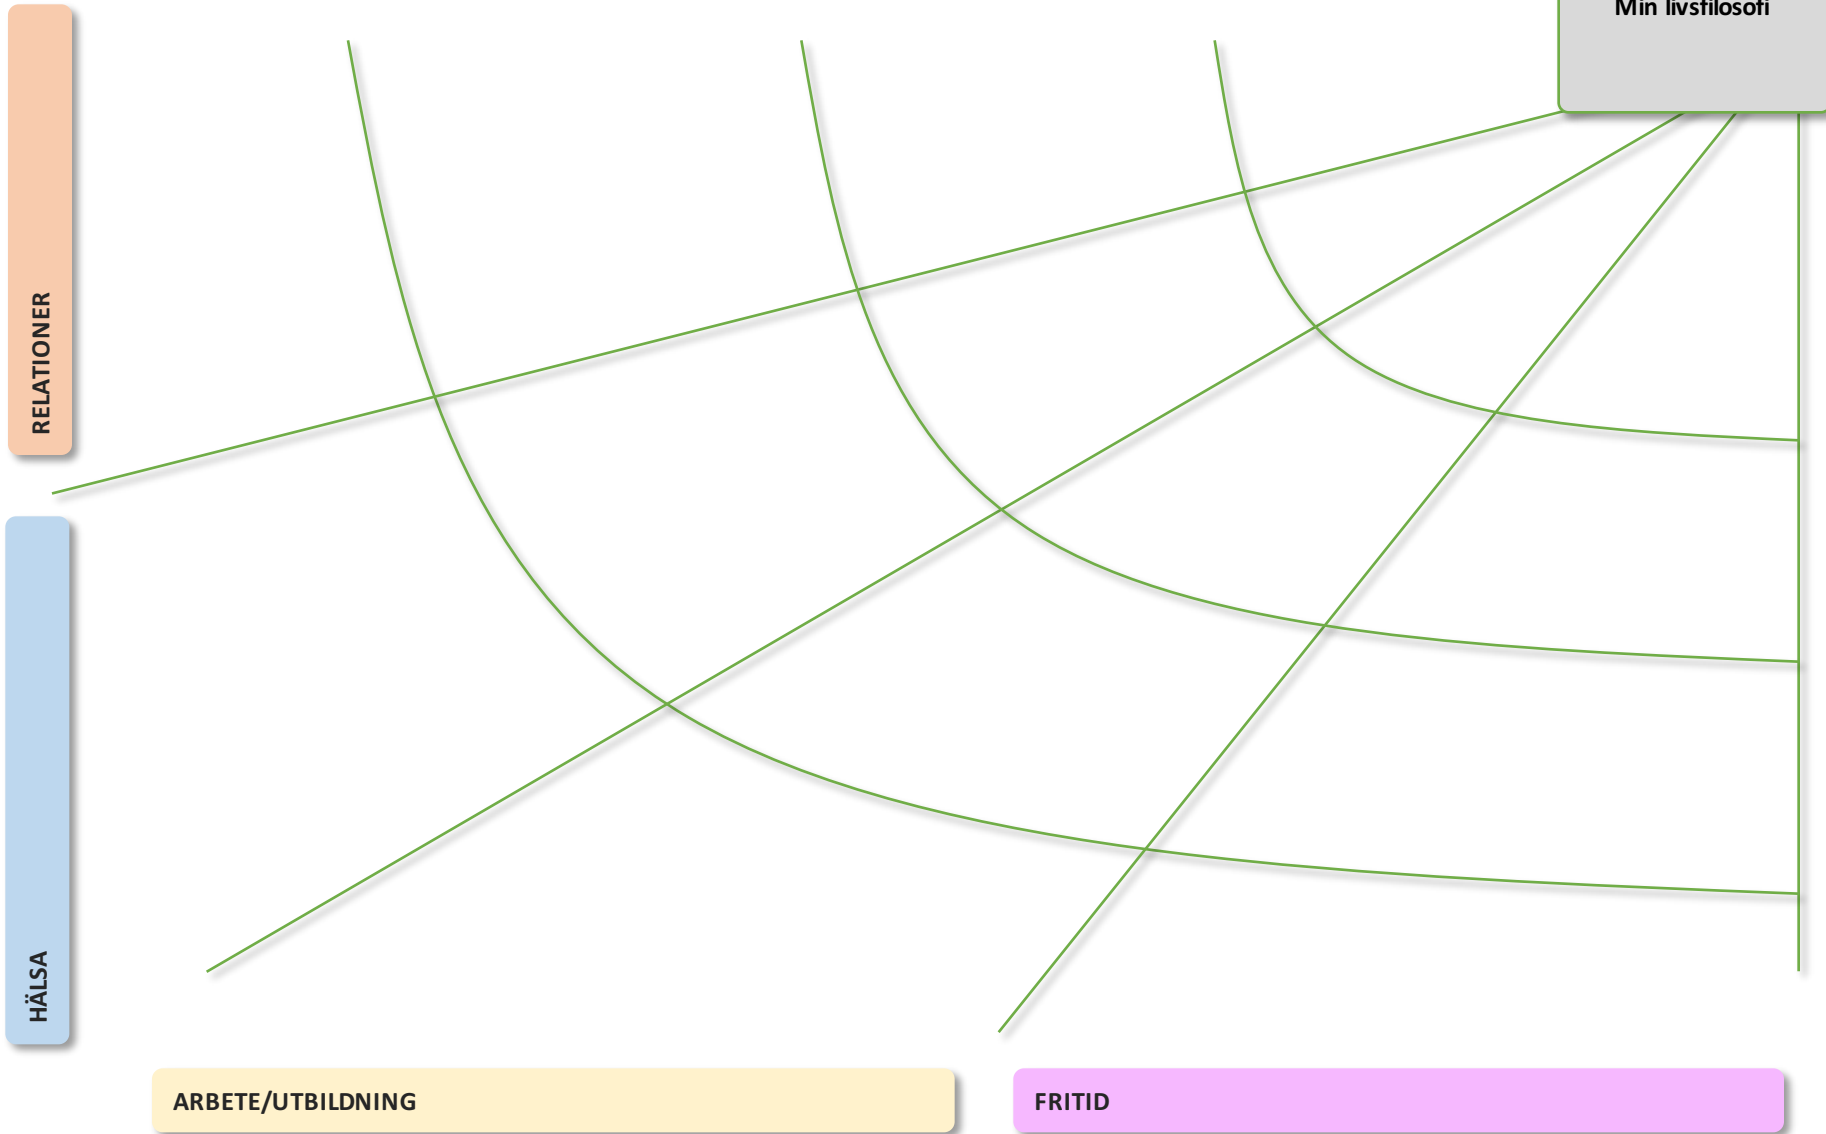 Min livsfilosofi
RELATIONER
HÄLSA
ARBETE/UTBILDNING
FRITID